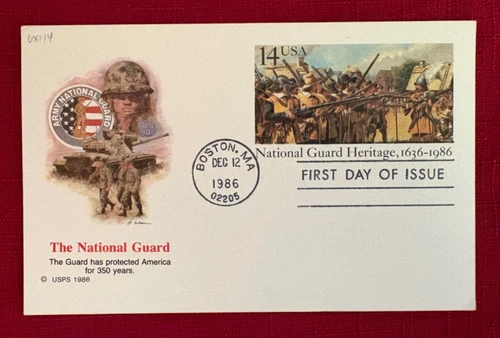 UX114
14 USA
ARMY NATIONAL GUARD
National Guard Heritage, 1636-1986
BOSTON, MA
DEC 12
1986
02205
FIRST DAY OF ISSUE
The National Guard
The Guard has protected America
for 350 years.
© USPS 1986